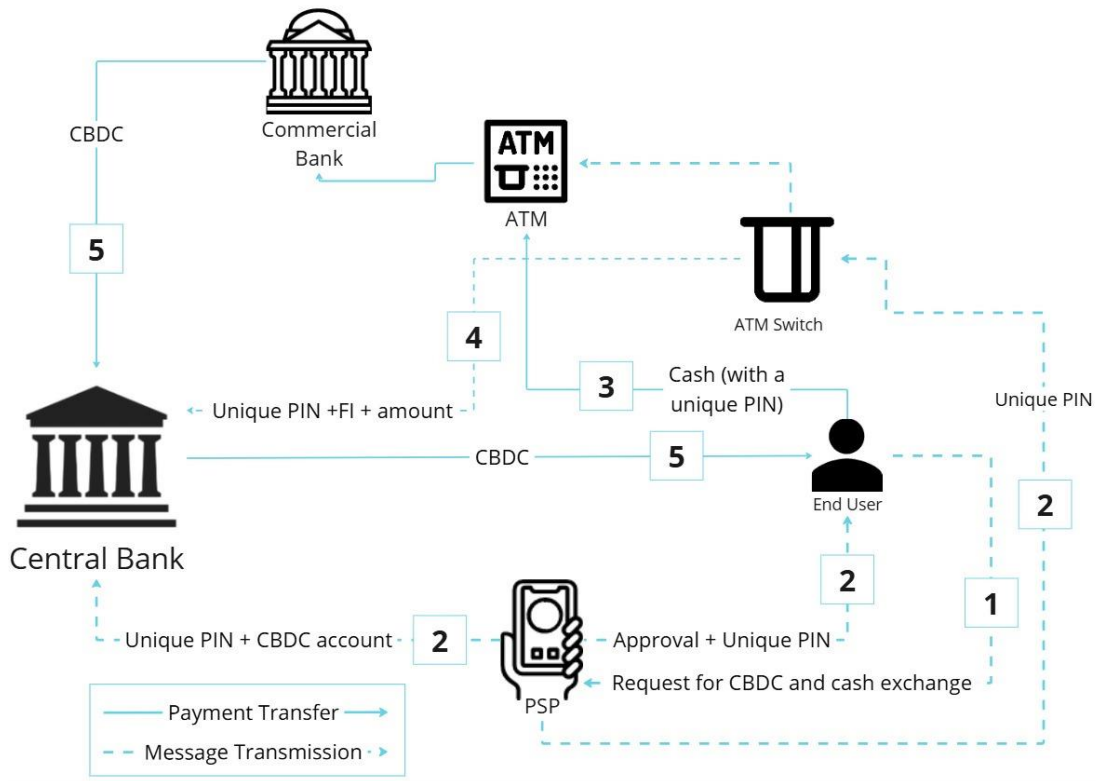 Commercial
Bank
CBDC
ATM
ATM
5
ATM Switch
4
3
Cash (with a
unique PIN)
Unique PIN
Unique PIN +FI + amount
CBDC
5
End User
2
Central Bank
2
1
Unique PIN + CBDC account
2
Approval + Unique PIN
Request for CBDC and cash exchange
PSP
Payment Transfer
Message Transmission